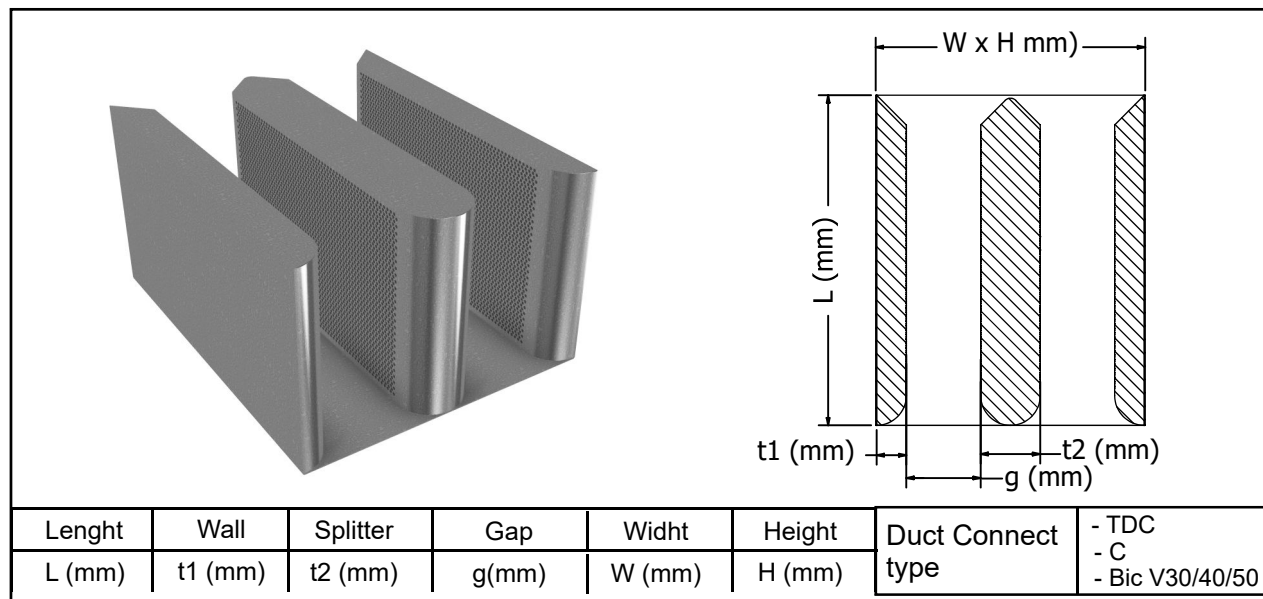 W x H mm)
L (mm)
t1 (mm)
t2 (mm)
g (mm)
Lenght Wall Splitter Gap Widht Height
L (mm) t1 (mm) t2 (mm) g(mm) W (mm) H (mm)
Duct Connect
type
- TDC
- C
- Bic V30/40/50